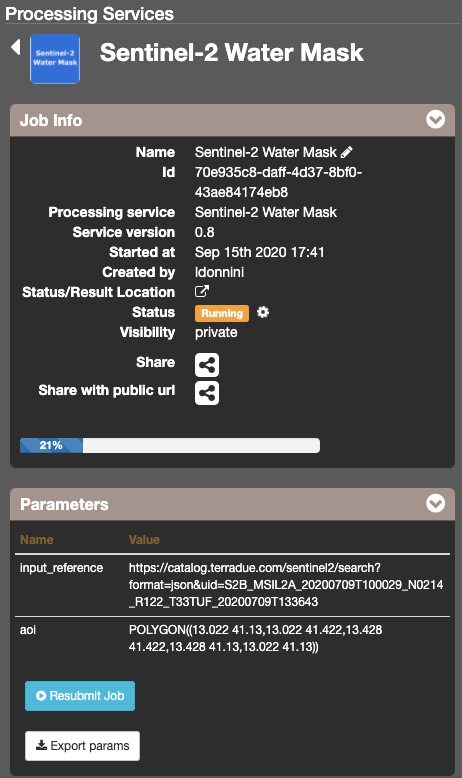 Processing Services
Sentinel-2
Water Mask
Sentinel-2 Water Mask
Job Info
Name Sentinel-2 Water Mask
Id 70e935c8-daff-4d37-8bf0-
43ae84174eb8
Processing service Sentinel-2 Water Mask
Service version 0.8
Started at Sep 15th 2020 17:41
Created by ldonnini
Status/Result Location
Status Running
Visibility private
Share
Share with public url
21%
Parameters
Name Value
input_reference https://catalog.terradue.com/sentinel2/search?
format=json&uid=S2B_MSIL2A_20200709T100029_N0214
_R122_T33TUF_20200709T133643
aoi POLYGON((13.022 41.13,13.022 41.422,13.428
41.422,13.428 41.13,13.022 41.13))
Resubmit Job
Export params